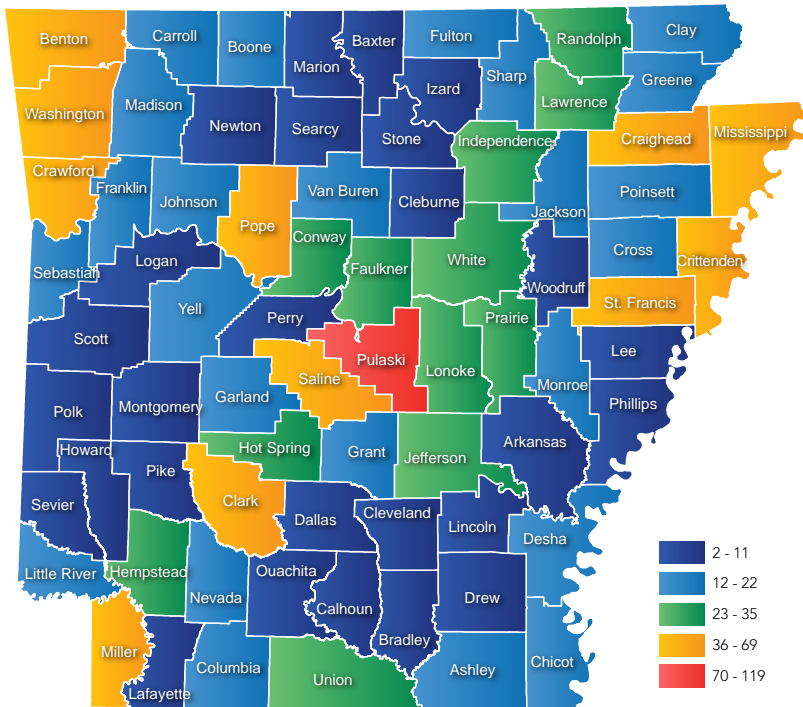 Benton
Carroll
Boone
Marion
Baxter
Fulton
Randolph
Clay
Izard
Sharp
Greene
Lawrence
Washington
Madison
Newton
Searcy
Stone
Independence
Craighead
Mississippi
Crawford
Franklin
Johnson
Pope
Van Buren
Cleburne
Jackson
Poinsett
Conway
Faulkner
White
Woodruff
Cross
Crittenden
Sebastian
Logan
Yell
Perry
Prairie
St. Francis
Scott
Pulaski
Saline
Lonoke
Monroe
Lee
Phillips
Polk
Montgomery
Garland
Hot Spring
Grant
Jefferson
Arkansas
Howard
Pike
Clark
Sevier
Dallas
Cleveland
Lincoln
Desha
Little River
Hempstead
Nevada
Ouachita
Calhoun
Bradley
Drew
Miller
Lafayette
Columbia
Union
Ashley
Chicot
2 - 11
12 - 22
23 - 35
36 - 69
70 - 119